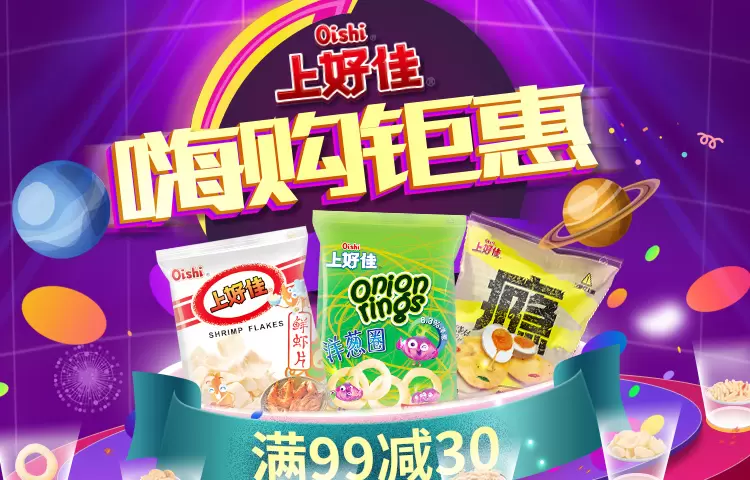 Oishi®
上好佳®
嗨购钜惠
Oishi
上好佳
SHRIMP FLAKES
鲜虾片
Oishi
上好佳
onion
rings
洋葱圈
Oishi
上好佳
满99减30